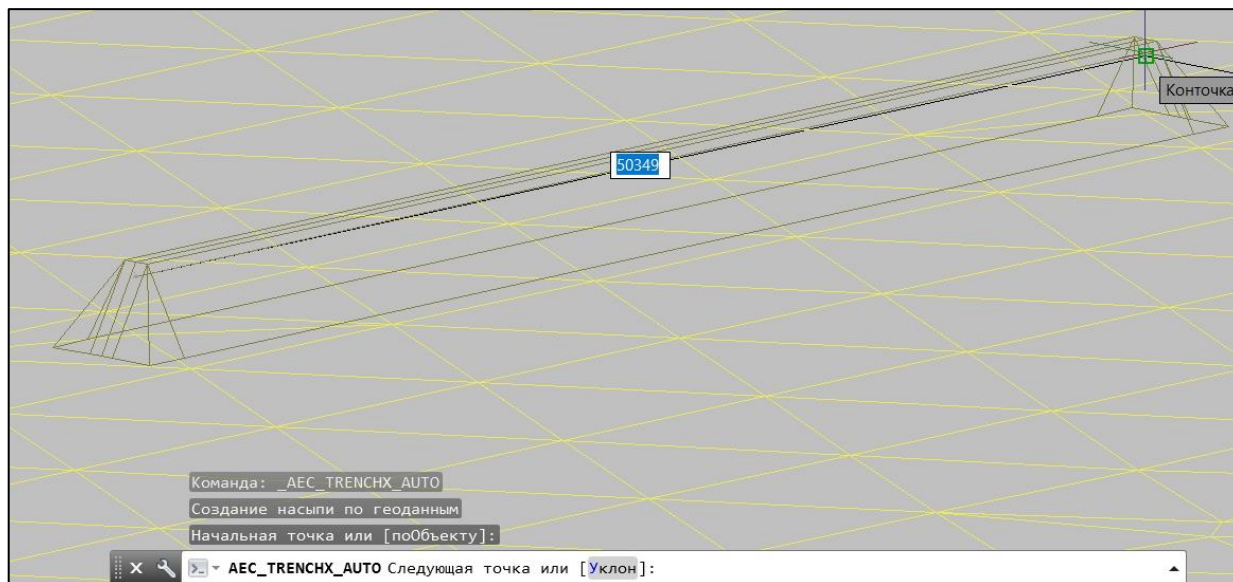 50349
Конточка
Команда: _AEC_TRENCHX_AUTO
Создание насыпи по геоданным
Начальная точка или [поОбъекту]:
AEC_TRENCHX_AUTO Следующая точка или [Уклон]: